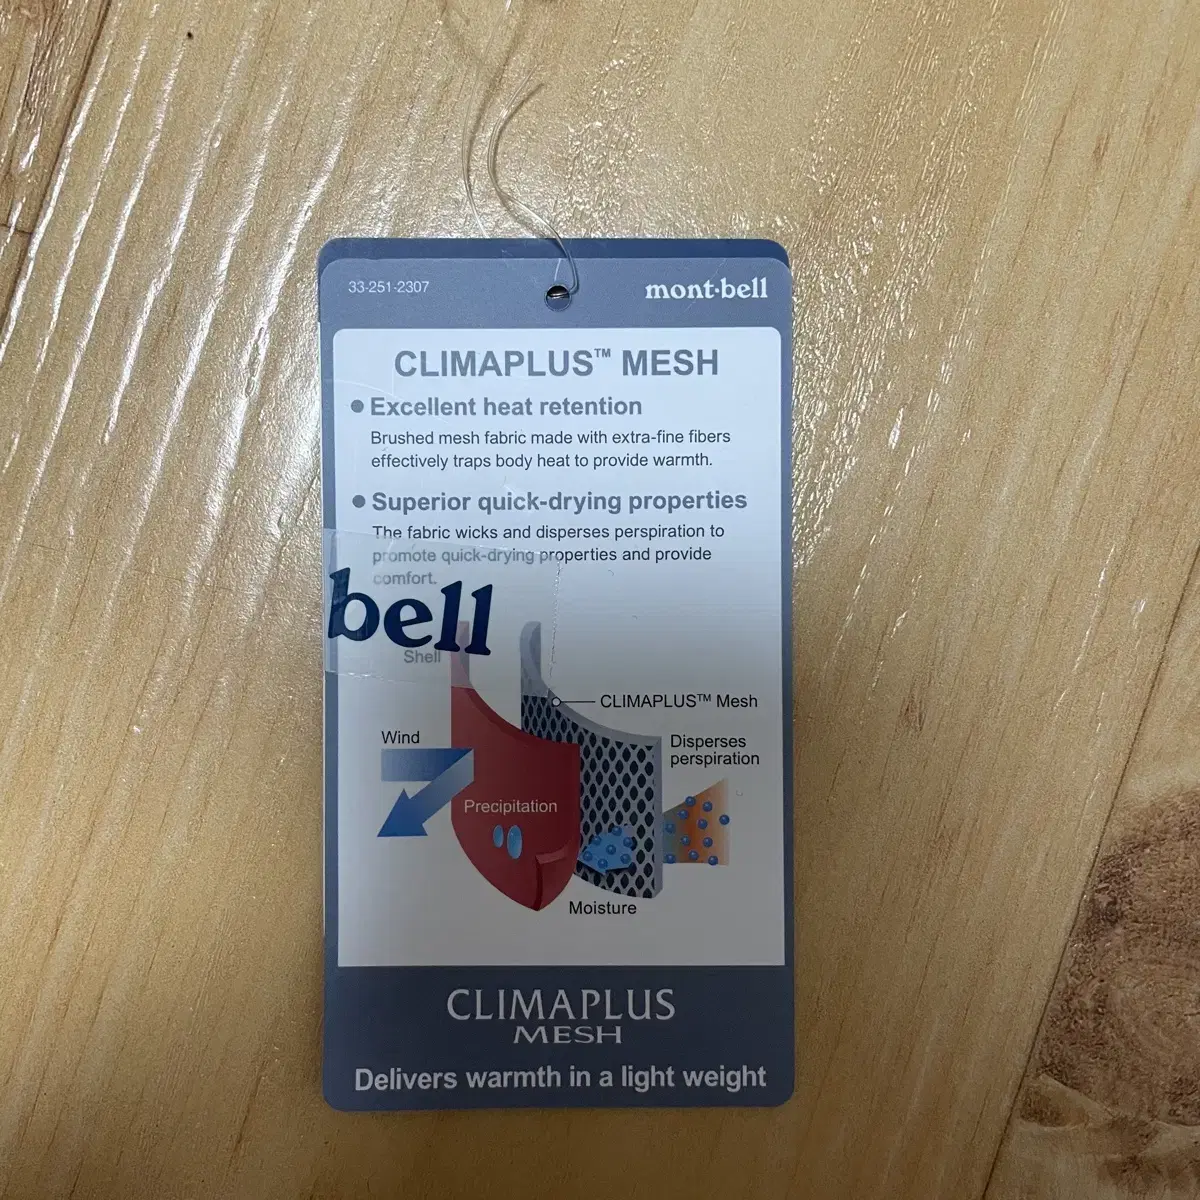 33-251-2307
mont·bell
CLIMAPLUS™ MESH
● Excellent heat retention
Brushed mesh fabric made with extra-fine fibers
effectively traps body heat to provide warmth.
● Superior quick-drying properties
The fabric wicks and disperses perspiration to
promote quick-drying properties and provide
comfort.
bell
Shell
CLIMAPLUS™ Mesh
Wind
Disperses
perspiration
Precipitation
Moisture
CLIMAPLUS
MESH
Delivers warmth in a light weight